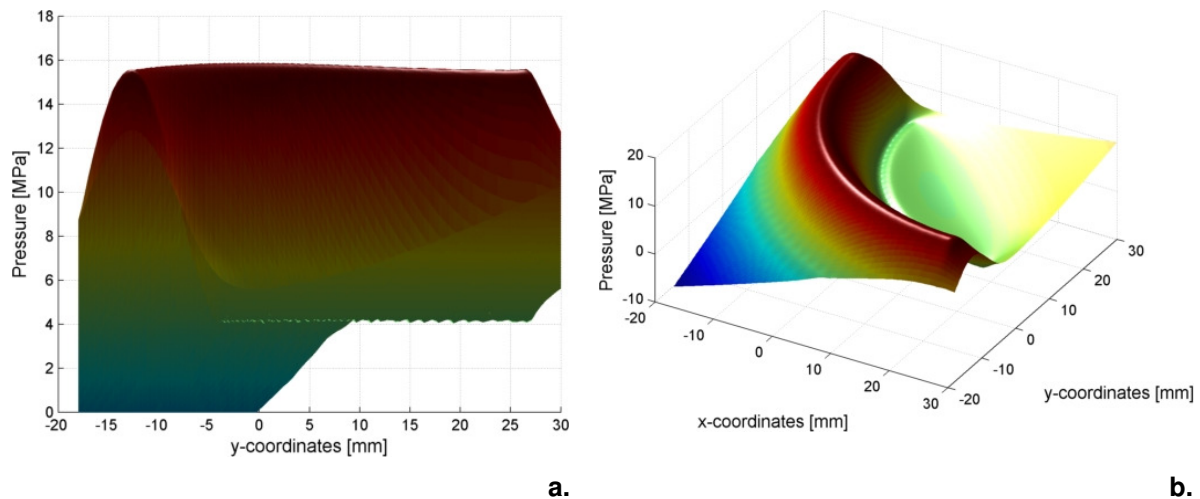 18
16
14
12
10
8
6
4
2
0
Pressure [MPa]
-20 -15 -10 -5 0 5 10 15 20 25 30
y-coordinates [mm]
a.
20
10
0
-10
Pressure [MPa]
-20 -10 0 10 20 30
x-coordinates [mm]
-20 -10 0 10 20 30
y-coordinates [mm]
b.